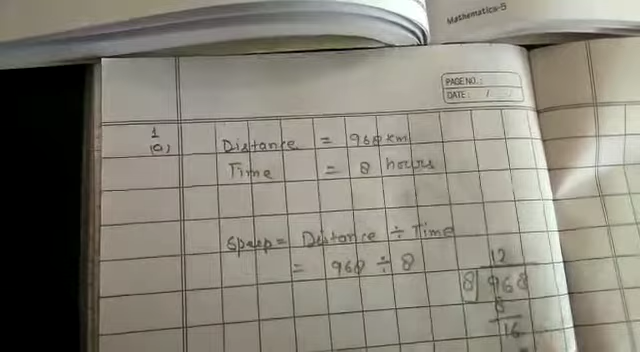 Mathematics-5
PAGE NO.:
DATE: /
1
(a)
Distance = 968 km
Time = 8 hours
Speep = Distance ÷ Time
= 968 ÷ 8
12
8 968
8
16